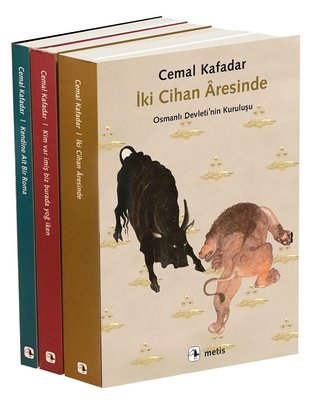 Cemal Kafadar
İki Cihan Âresinde
Osmanlı Devleti'nin Kuruluşu
metis
Cemal Kafadar | İki Cihan Âresinde
Cemal Kafadar | Kim var imiş biz burada yoğ iken
Cemal Kafadar | Kendine Ait Bir Roma